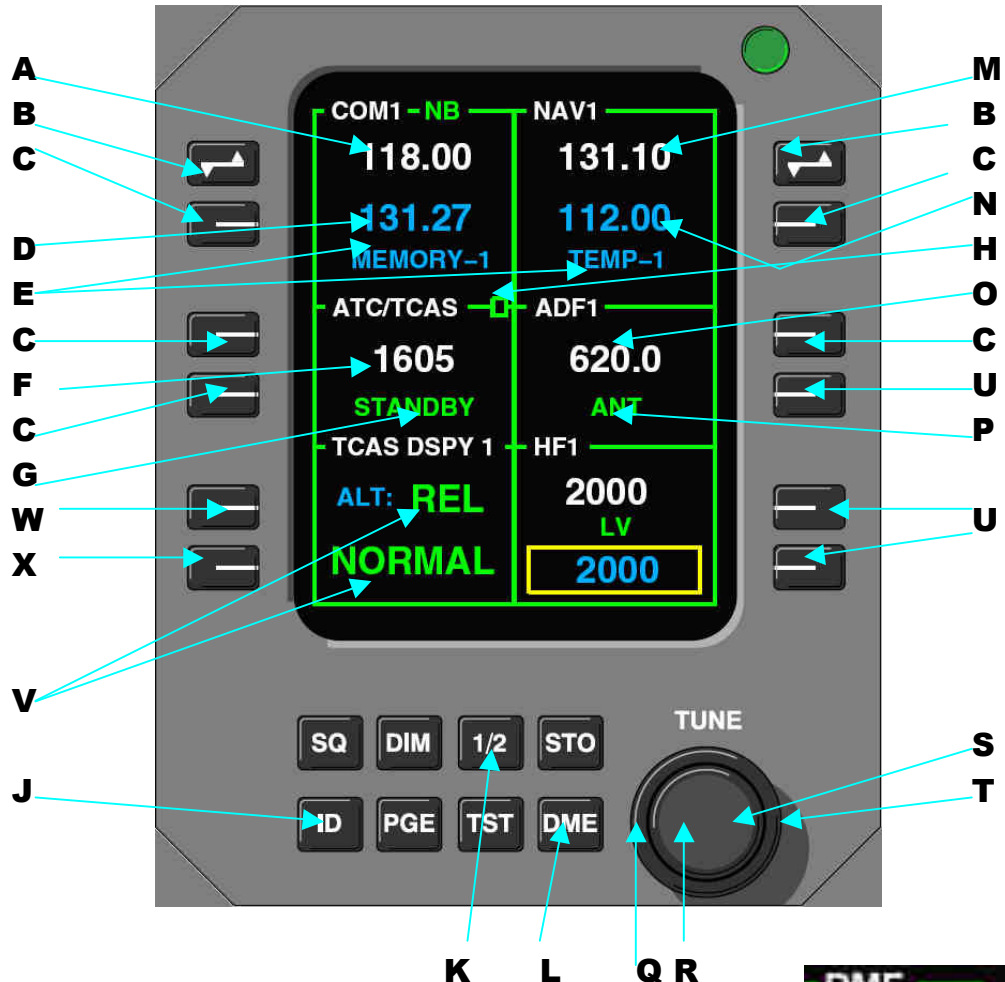 A
B
C
D
E
C
F
C
G
W
X
V
J
COM1 - NB
118.00
131.27
MEMORY-1
ATC/TCAS
1605
STANDBY
TCAS DSPY 1
ALT: REL
NORMAL
NAV1
131.10
112.00
TEMP-1
ADF1
620.0
ANT
HF1
2000
LV
2000
M
B
C
N
H
O
C
U
P
U
S
T
SQ DIM 1/2 STO
ID PGE TST DME
TUNE
K L Q R
DME